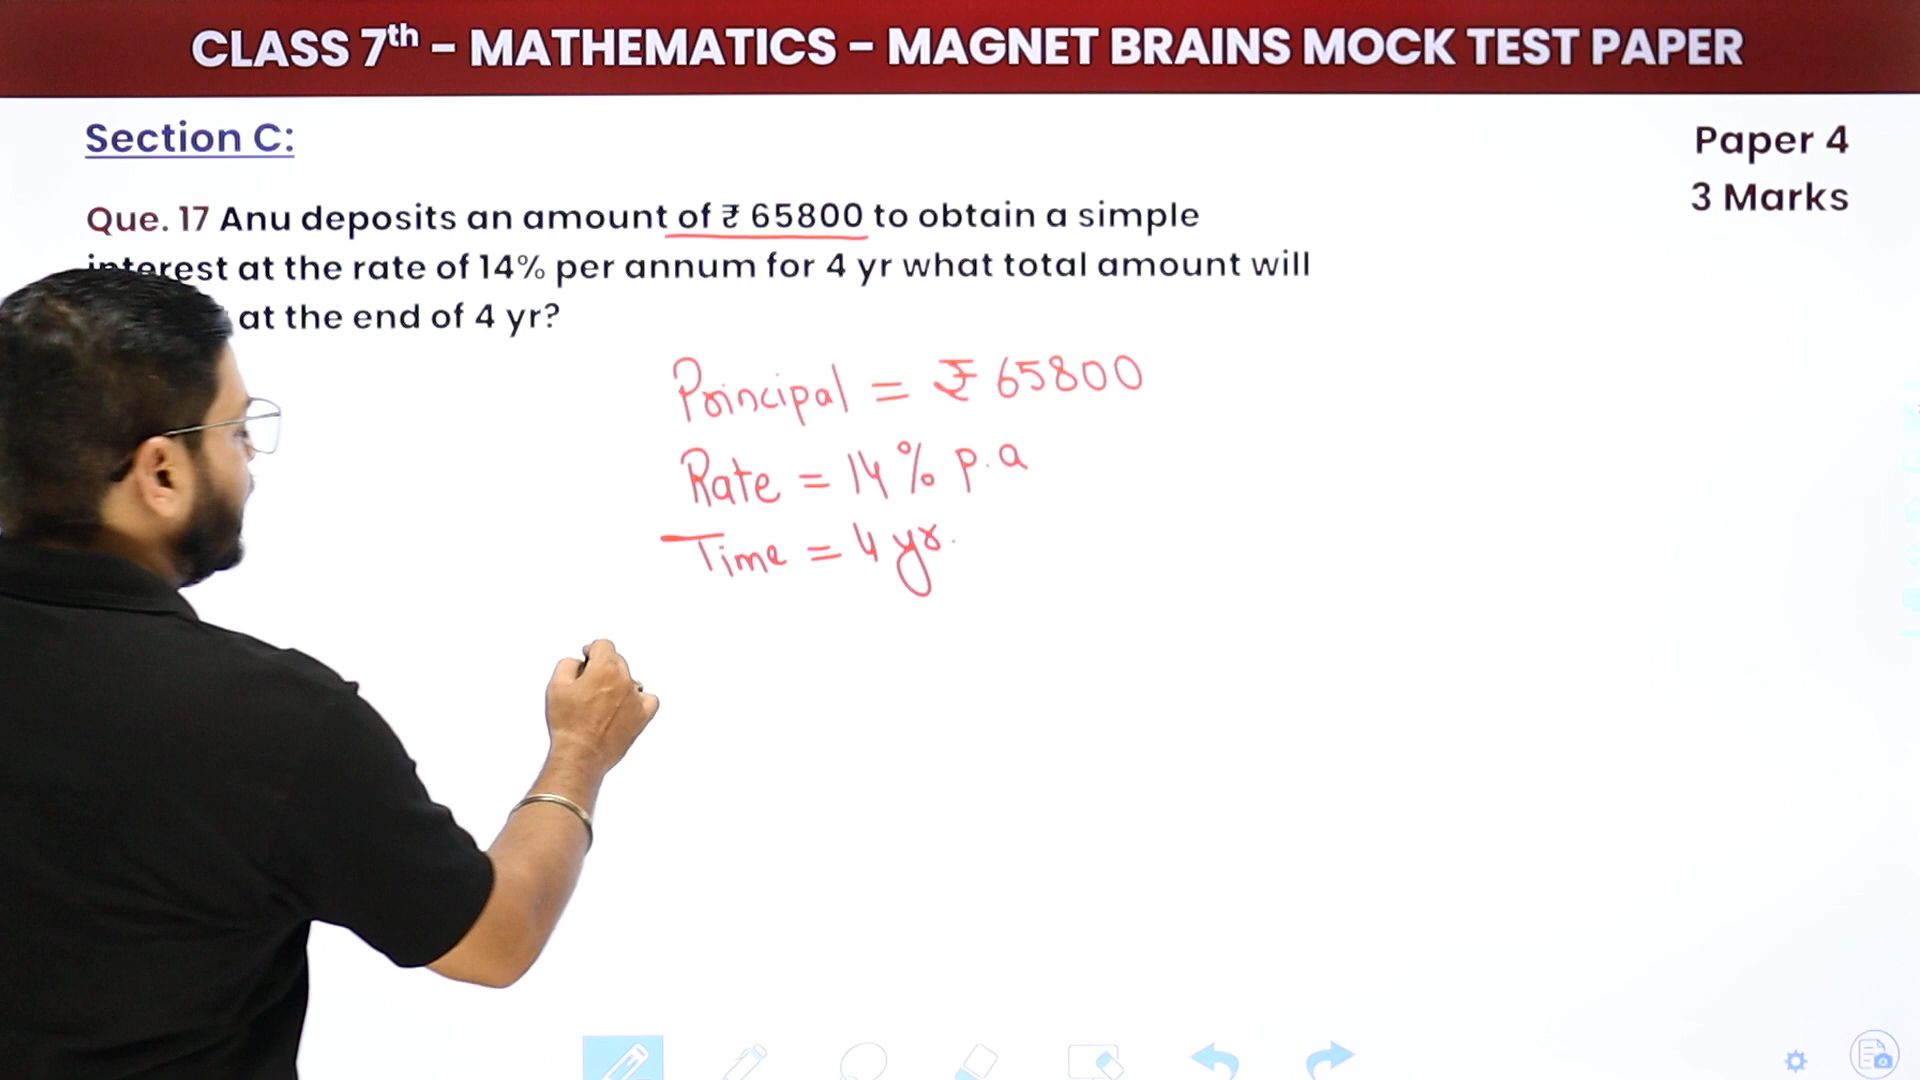 CLASS 7th – MATHEMATICS – MAGNET BRAINS MOCK TEST PAPER
Section C:
Paper 4
3 Marks
Que. 17 Anu deposits an amount of ₹ 65800 to obtain a simple
interest at the rate of 14% per annum for 4 yr what total amount will
at the end of 4 yr?
Principal = ₹ 65800
Rate = 14% p.a
Time = 4 yr.